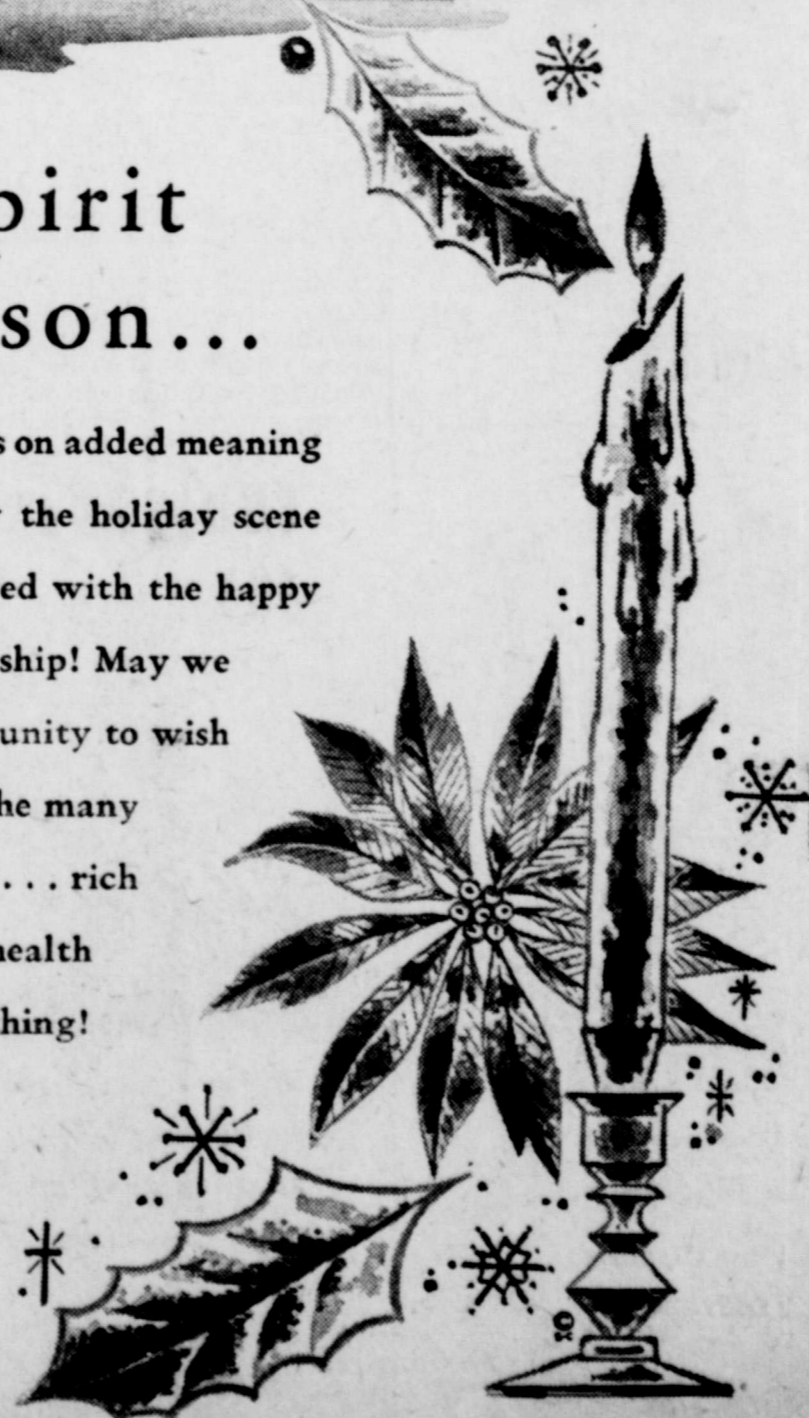 pirit
son...
s on added meaning
the holiday scene
ed with the happy
ship! May we
unity to wish
he many
... rich
health
hing!